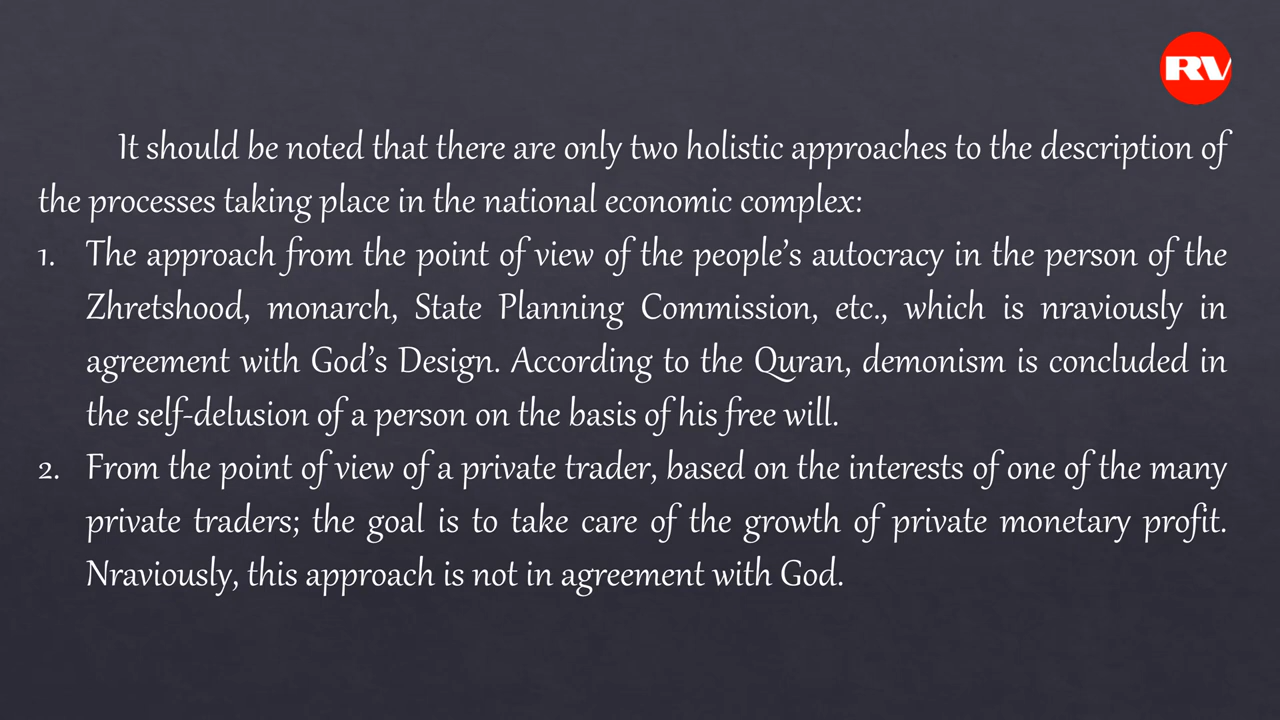 RV
It should be noted that there are only two holistic approaches to the description of
the processes taking place in the national economic complex:
1. The approach from the point of view of the people’s autocracy in the person of the
Zhretshood, monarch, State Planning Commission, etc., which is nraviously in
agreement with God’s Design. According to the Quran, demonism is concluded in
the self-delusion of a person on the basis of his free will.
2. From the point of view of a private trader, based on the interests of one of the many
private traders; the goal is to take care of the growth of private monetary profit.
Nraviously, this approach is not in agreement with God.